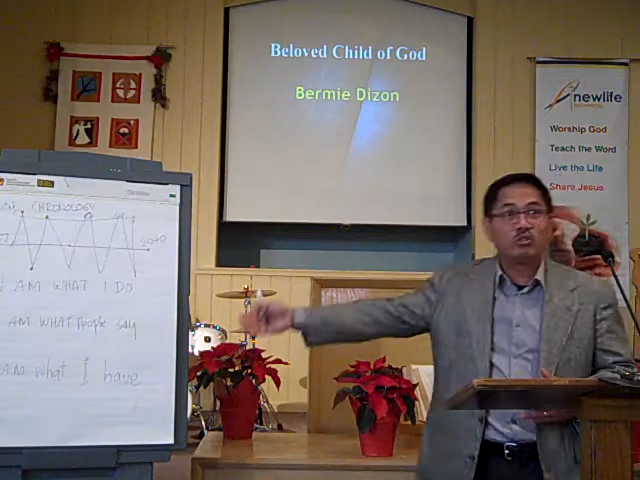 Beloved Child of God
Bermie Dizon
newlife
Worship God
Teach the Word
Live the Life
Share Jesus
CHRONOLOGY
AM WHAT I DO
AM WHAT People say
AM what I have